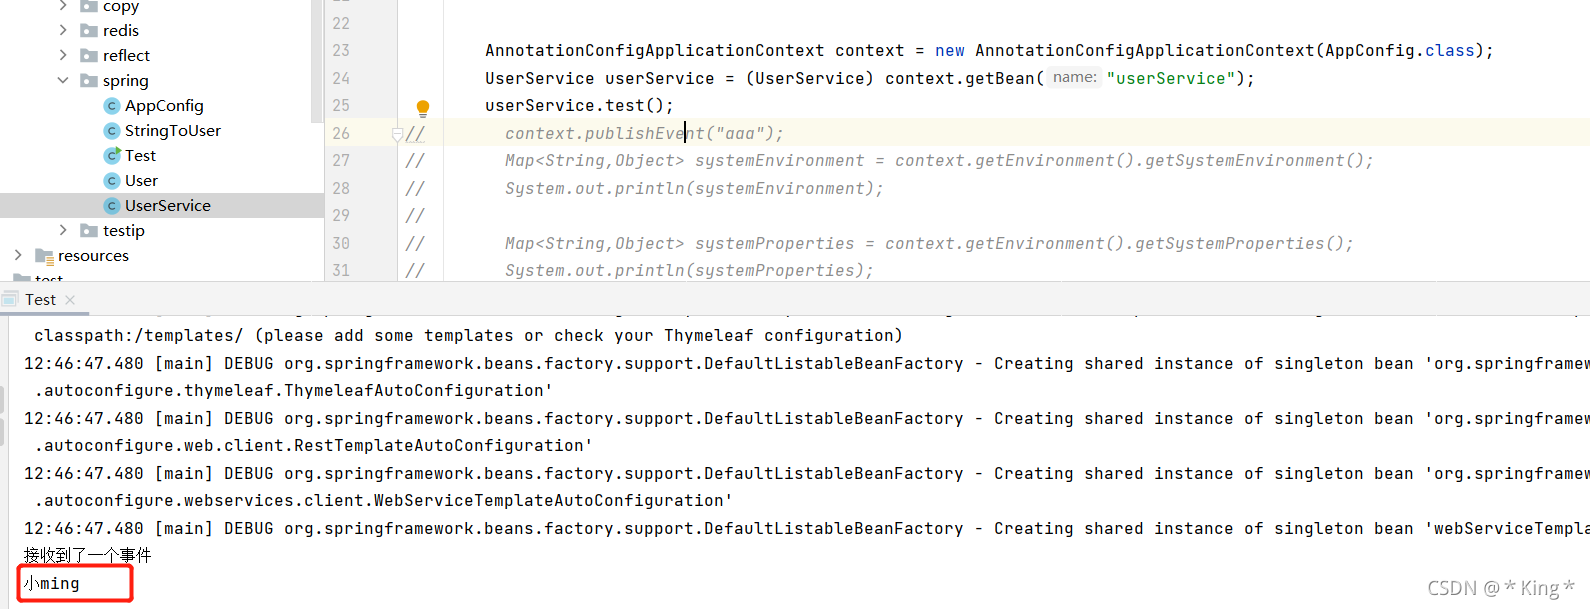 copy
redis
reflect
spring
AppConfig
StringToUser
Test
User
UserService
testip
resources
test
22
23 AnnotationConfigApplicationContext context = new AnnotationConfigApplicationContext(AppConfig.class);
24 UserService userService = (UserService) context.getBean( name: "userService");
25 userService.test();
26 // context.publishEvent("aaa");
27 // Map<String,Object> systemEnvironment = context.getEnvironment().getSystemEnvironment();
28 // System.out.println(systemEnvironment);
29 //
30 // Map<String,Object> systemProperties = context.getEnvironment().getSystemProperties();
31 // System.out.println(systemProperties);
Test
classpath:/templates/ (please add some templates or check your Thymeleaf configuration)
12:46:47.480 [main] DEBUG org.springframework.beans.factory.support.DefaultListableBeanFactory - Creating shared instance of singleton bean 'org.springframew
.autoconfigure.thymeleaf.ThymeleafAutoConfiguration'
12:46:47.480 [main] DEBUG org.springframework.beans.factory.support.DefaultListableBeanFactory - Creating shared instance of singleton bean 'org.springframew
.autoconfigure.web.client.RestTemplateAutoConfiguration'
12:46:47.480 [main] DEBUG org.springframework.beans.factory.support.DefaultListableBeanFactory - Creating shared instance of singleton bean 'org.springframew
.autoconfigure.webservices.client.WebServiceTemplateAutoConfiguration'
12:46:47.480 [main] DEBUG org.springframework.beans.factory.support.DefaultListableBeanFactory - Creating shared instance of singleton bean 'webServiceTempla
接收到了一个事件
小ming
CSDN @*King*